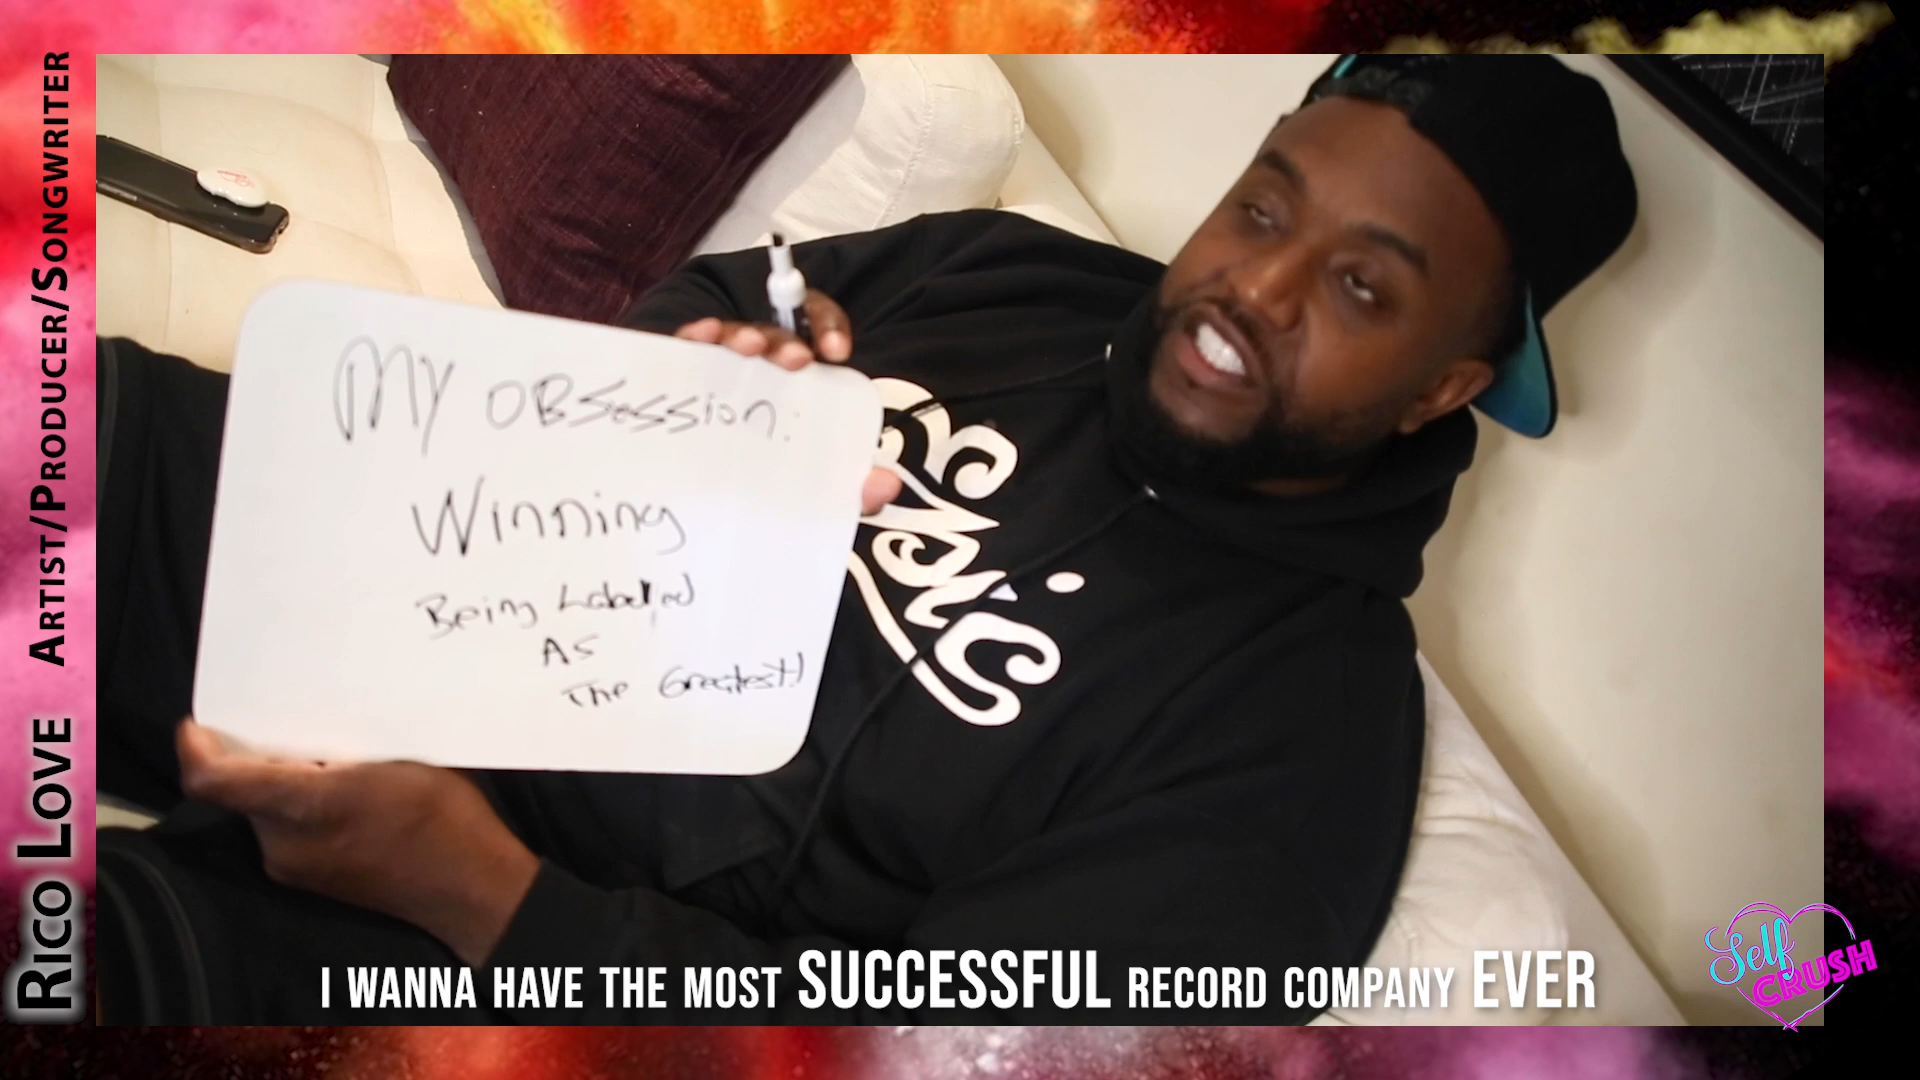 Rico Love Artist/Producer/Songwriter
My Obsession:
Winning
Being Labeled
As
The Greatest!
I WANNA HAVE THE MOST SUCCESSFUL RECORD COMPANY EVER
Self
CRUSH